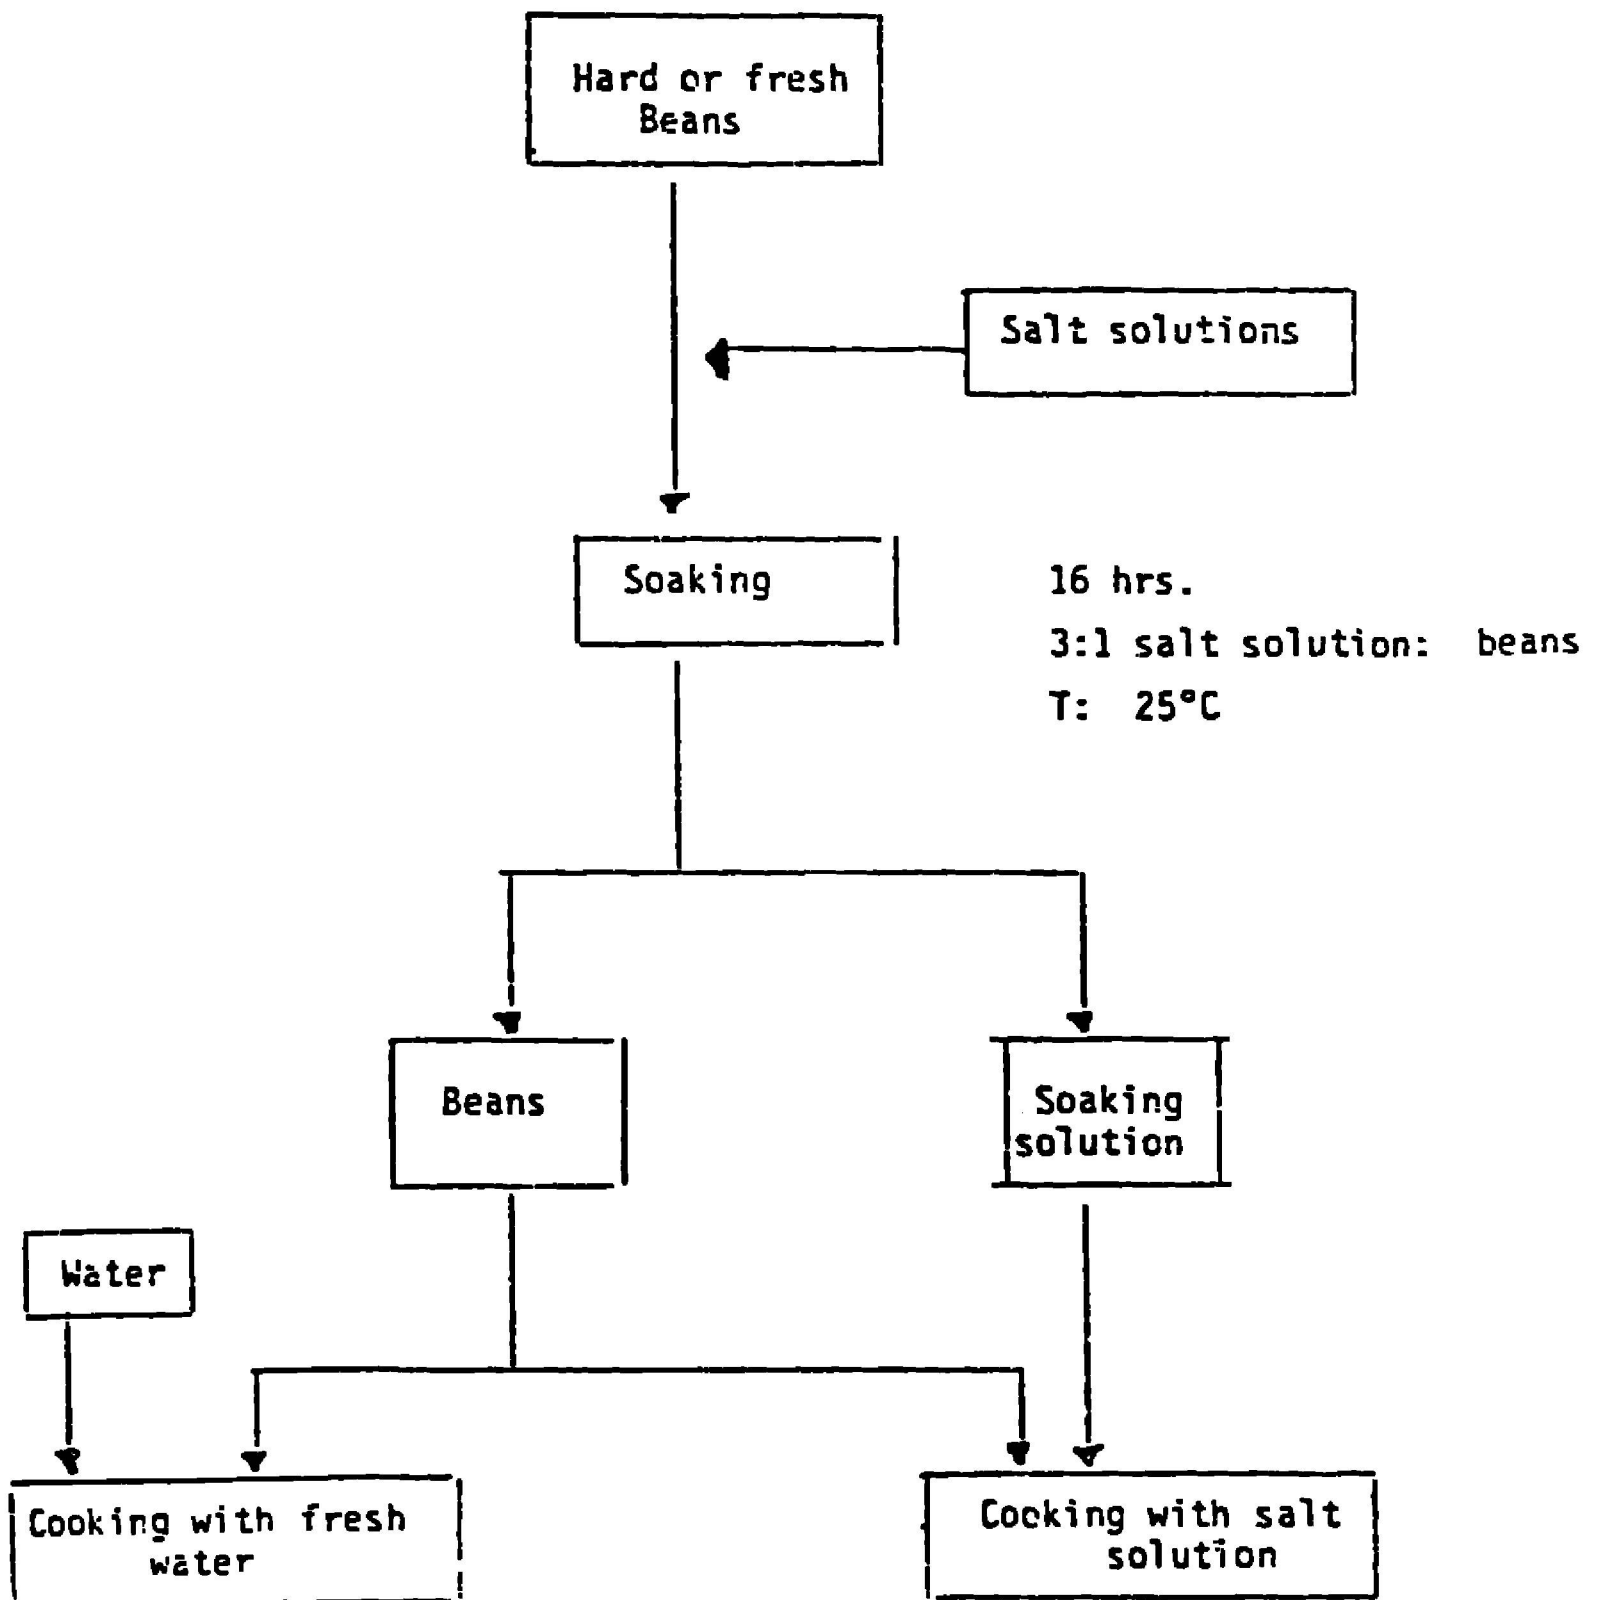 Hard or fresh
Beans
Salt solutions
Soaking
16 hrs.
3:1 salt solution: beans
T: 25°C
Beans
Soaking
solution
Water
Cooking with fresh
water
Cooking with salt
solution